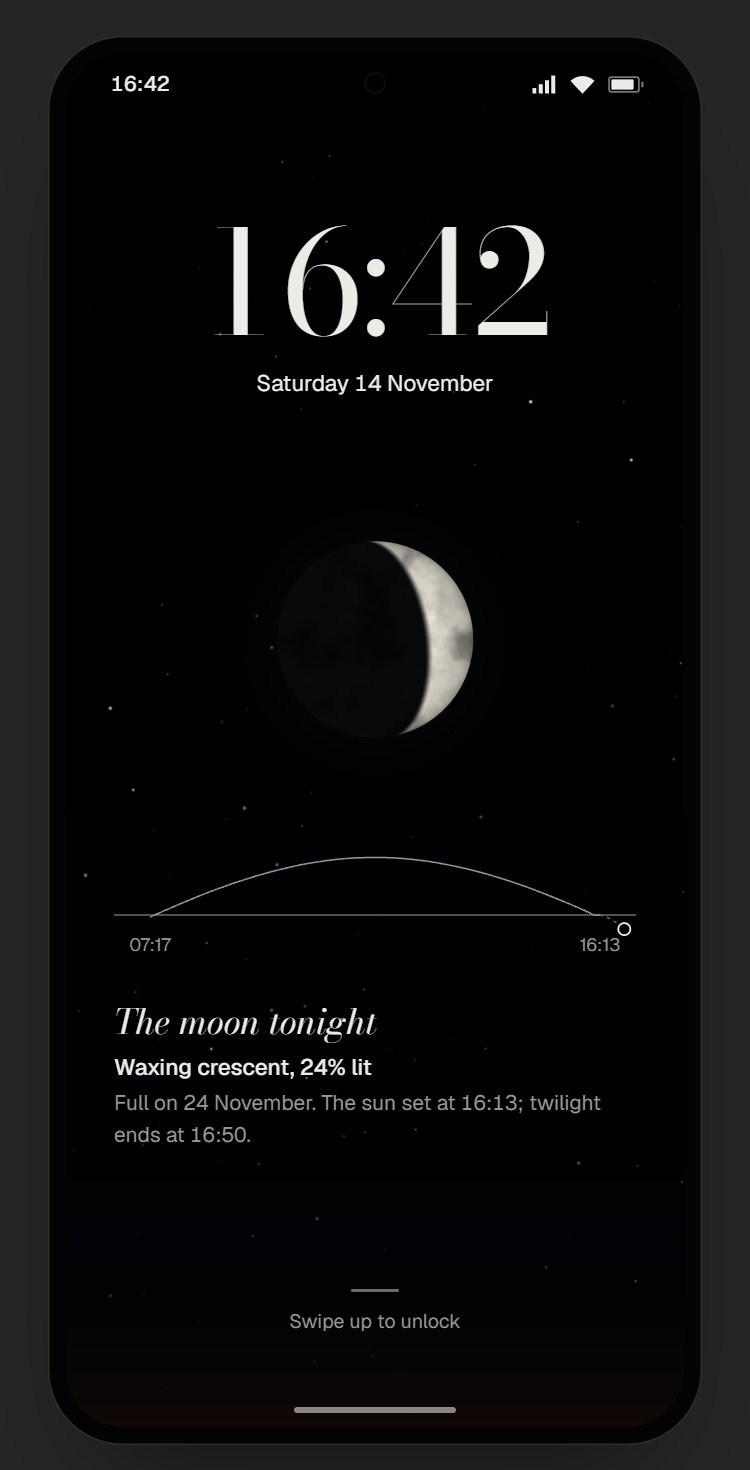 16:42
16:42
Saturday 14 November
07:17 16:13
The moon tonight
Waxing crescent, 24% lit
Full on 24 November. The sun set at 16:13; twilight
ends at 16:50.
Swipe up to unlock